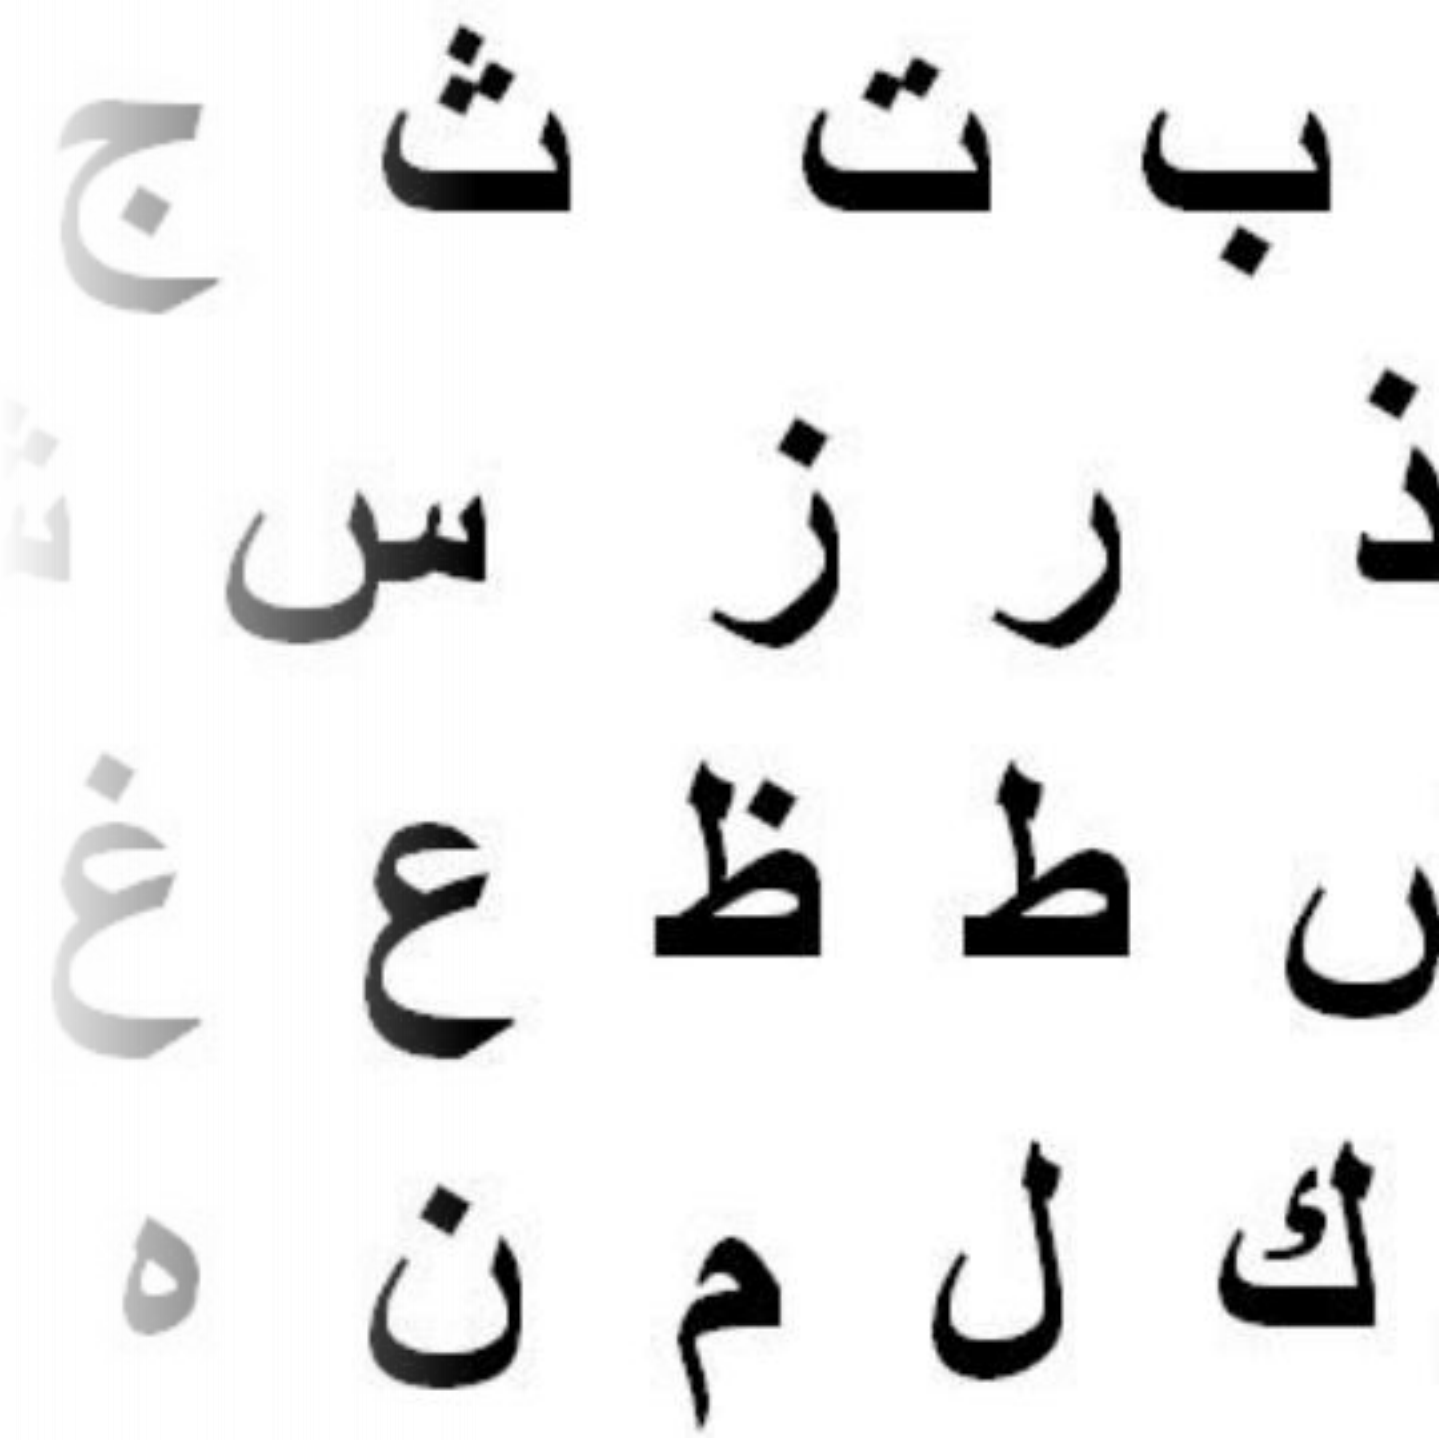 ب ت ث ج
ذ ر ز س
ط ظ ع غ
ك ل م ن ه